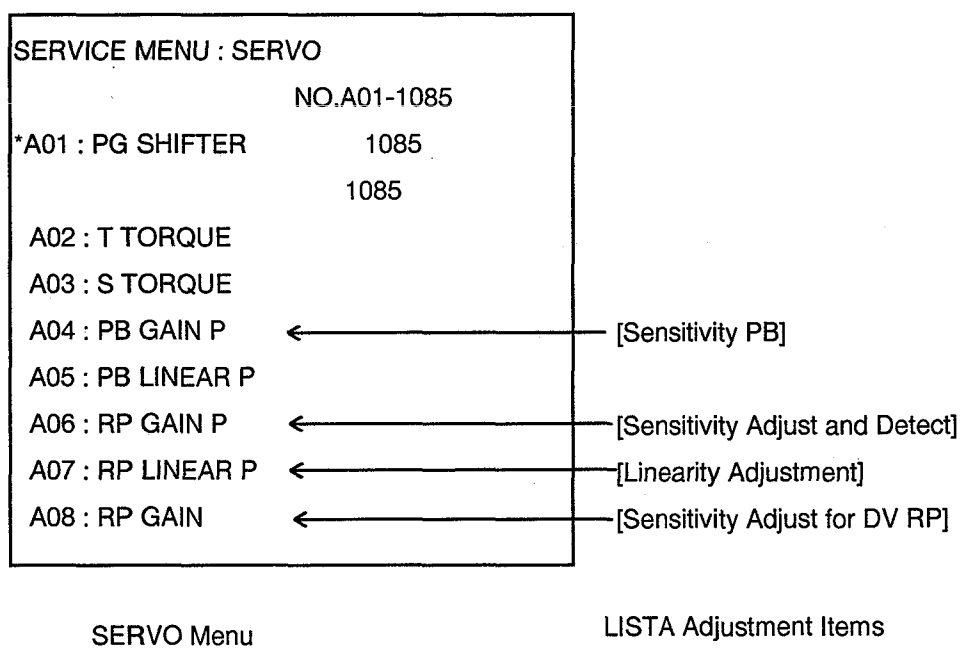 SERVICE MENU : SERVO
NO.A01-1085
*A01 : PG SHIFTER 1085
1085
A02 : T TORQUE
A03 : S TORQUE
A04 : PB GAIN P [Sensitivity PB]
A05 : PB LINEAR P
A06 : RP GAIN P [Sensitivity Adjust and Detect]
A07 : RP LINEAR P [Linearity Adjustment]
A08 : RP GAIN [Sensitivity Adjust for DV RP]
SERVO Menu LISTA Adjustment Items